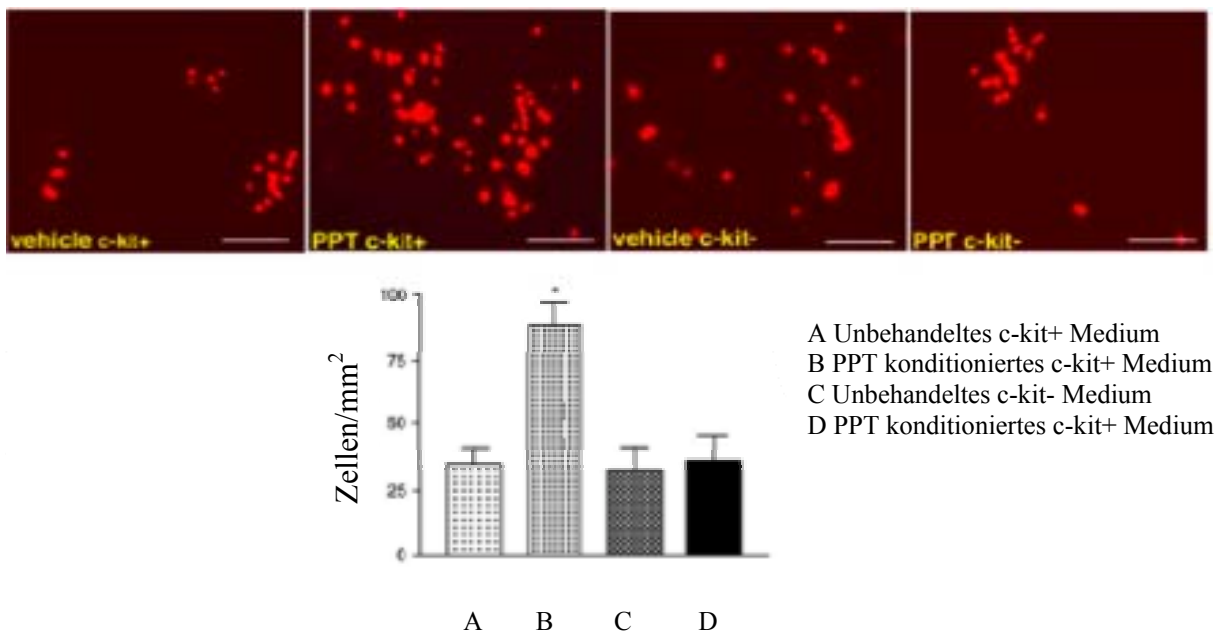 vehicle c-kit+
PPT c-kit+
vehicle c-kit-
PPT c-kit-
100
75
50
25
0
*
Zellen/mm²
A Unbehandeltes c-kit+ Medium
B PPT konditioniertes c-kit+ Medium
C Unbehandeltes c-kit- Medium
D PPT konditioniertes c-kit+ Medium
A B C D